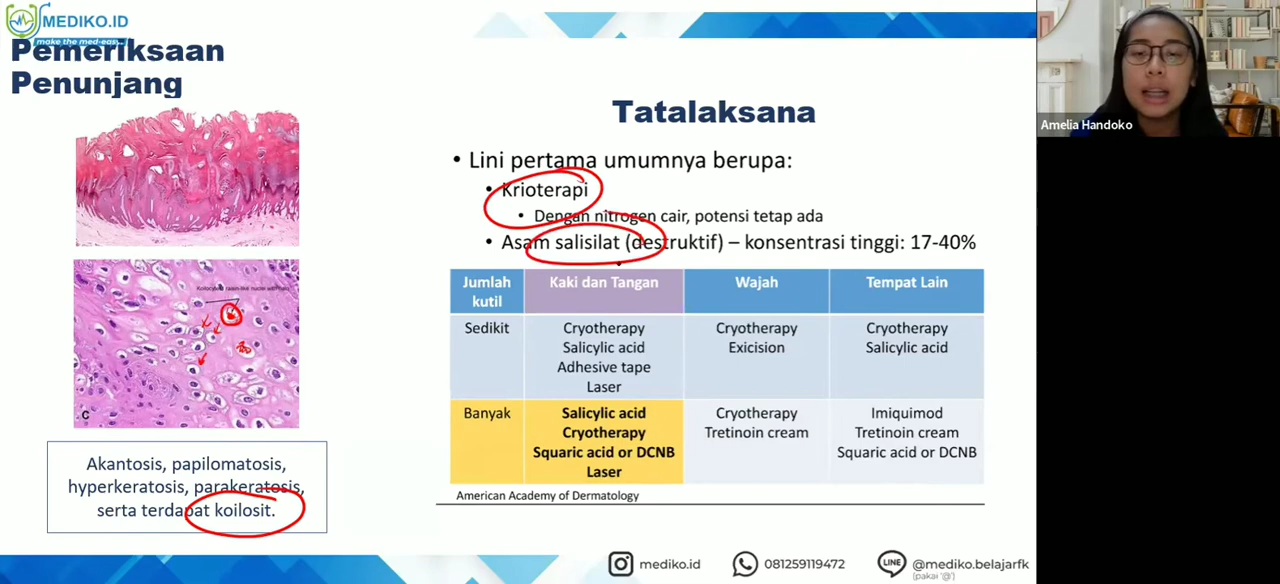 MEDIKO.ID
make the med-easy
Pemeriksaan
Penunjang
C
Akantosis, papilomatosis,
hyperkeratosis, parakeratosis,
serta terdapat koilosit.
Tatalaksana
• Lini pertama umumnya berupa:
• Krioterapi
• Dengan nitrogen cair, potensi tetap ada
• Asam salisilat (destruktif) – konsentrasi tinggi: 17-40%
Jumlah kutil Kaki dan Tangan Wajah Tempat Lain
Sedikit
Cryotherapy
Salicylic acid
Adhesive tape
Laser
Cryotherapy
Exicision
Cryotherapy
Salicylic acid
Banyak
Salicylic acid
Cryotherapy
Squaric acid or DCNB
Laser
Cryotherapy
Tretinoin cream
Imiquimod
Tretinoin cream
Squaric acid or DCNB
American Academy of Dermatology
mediko.id
081259119472
LINE
@mediko.belajarfk
(pakai '@')
Amelia Handoko